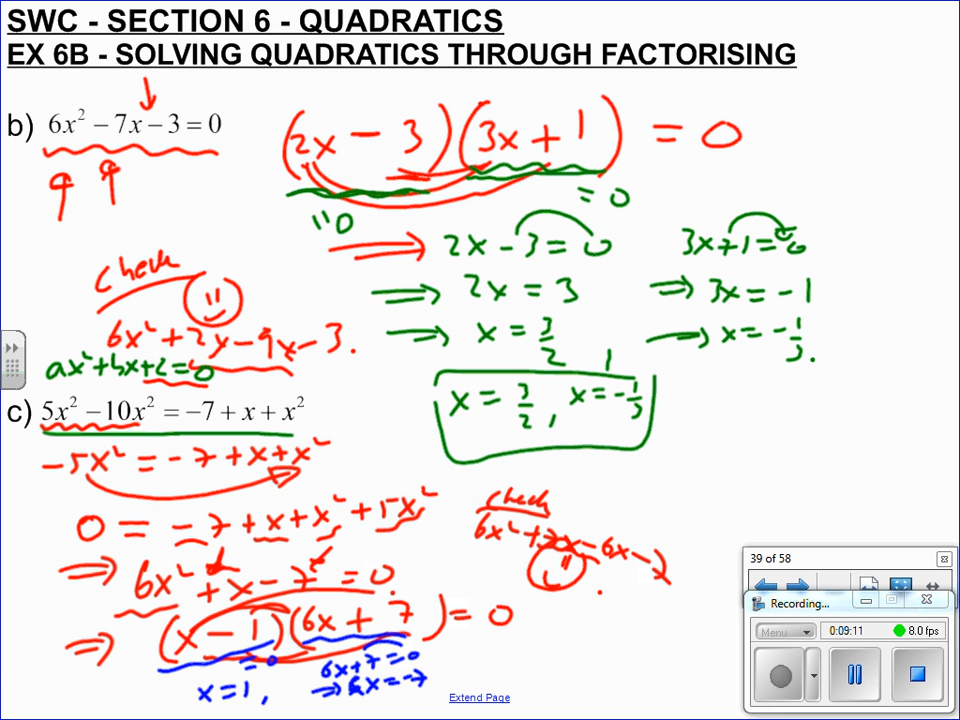 SWC - SECTION 6 - QUADRATICS
EX 6B - SOLVING QUADRATICS THROUGH FACTORISING
b) 6x² − 7x − 3 = 0
(2x − 3)(3x + 1) = 0
= 0
"0
2x − 3 = 0
3x + 1 = 0
⇒ 2x = 3
⇒ 3x = −1
⇒ x = 3/2
⇒ x = −1/3.
x = 3/2, x = −1/3
check
6x² + 2x − 9x − 3.
ax² + bx + c = 0
c) 5x² − 10x² = −7 + x + x²
−5x² = −7 + x + x²
0 = −7 + x + x² + 5x²
⇒ 6x² + x − 7 = 0.
⇒ (x − 1)(6x + 7) = 0
= 0
x = 1,
6x + 7 = 0
⇒ 6x = −7
check
6x² + 7x − 6x − 7
39 of 58
Recording...
Menu
0:09:11
8.0 fps
Extend Page